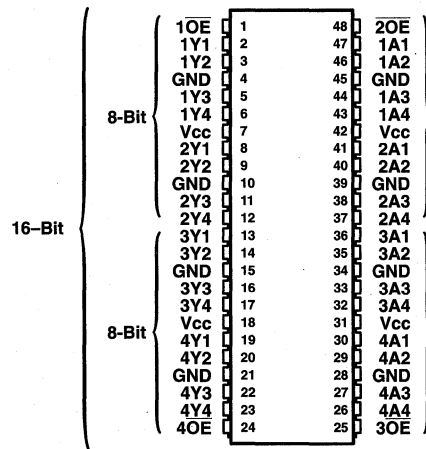 1O̅E̅ 1 48 2O̅E̅
1Y1 2 47 1A1
1Y2 3 46 1A2
GND 4 45 GND
1Y3 5 44 1A3
8-Bit
1Y4 6 43 1A4
Vcc 7 42 Vcc
2Y1 8 41 2A1
2Y2 9 40 2A2
GND 10 39 GND
2Y3 11 38 2A3
2Y4 12 37 2A4
16–Bit
3Y1 13 36 3A1
3Y2 14 35 3A2
GND 15 34 GND
3Y3 16 33 3A3
3Y4 17 32 3A4
Vcc 18 31 Vcc
8-Bit
4Y1 19 30 4A1
4Y2 20 29 4A2
GND 21 28 GND
4Y3 22 27 4A3
4Y4 23 26 4A4
4O̅E̅ 24 25 3O̅E̅